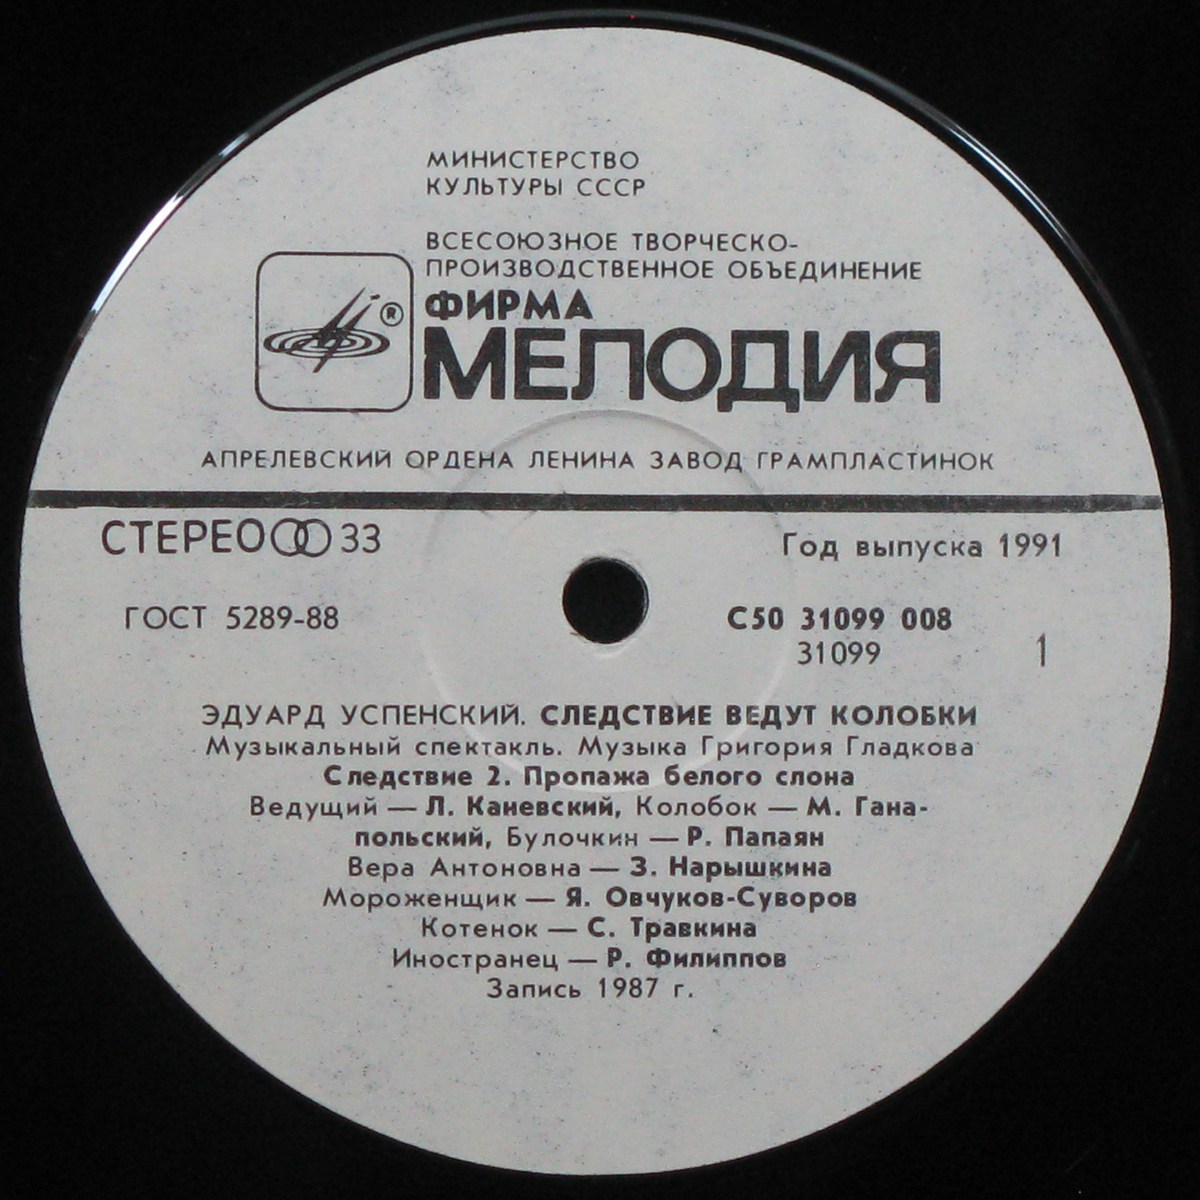 МИНИСТЕРСТВО
КУЛЬТУРЫ СССР
ВСЕСОЮЗНОЕ ТВОРЧЕСКО-
ПРОИЗВОДСТВЕННОЕ ОБЪЕДИНЕНИЕ
®
ФИРМА
МЕЛОДИЯ
АПРЕЛЕВСКИЙ ОРДЕНА ЛЕНИНА ЗАВОД ГРАМПЛАСТИНОК
СТЕРЕО 33
Год выпуска 1991
ГОСТ 5289-88
С50 31099 008
31099
1
ЭДУАРД УСПЕНСКИЙ. СЛЕДСТВИЕ ВЕДУТ КОЛОБКИ
Музыкальный спектакль. Музыка Григория Гладкова
Следствие 2. Пропажа белого слона
Ведущий — Л. Каневский, Колобок — М. Гана-
польский, Булочкин — Р. Папаян
Вера Антоновна — З. Нарышкина
Мороженщик — Я. Овчуков-Суворов
Котенок — С. Травкина
Иностранец — Р. Филиппов
Запись 1987 г.